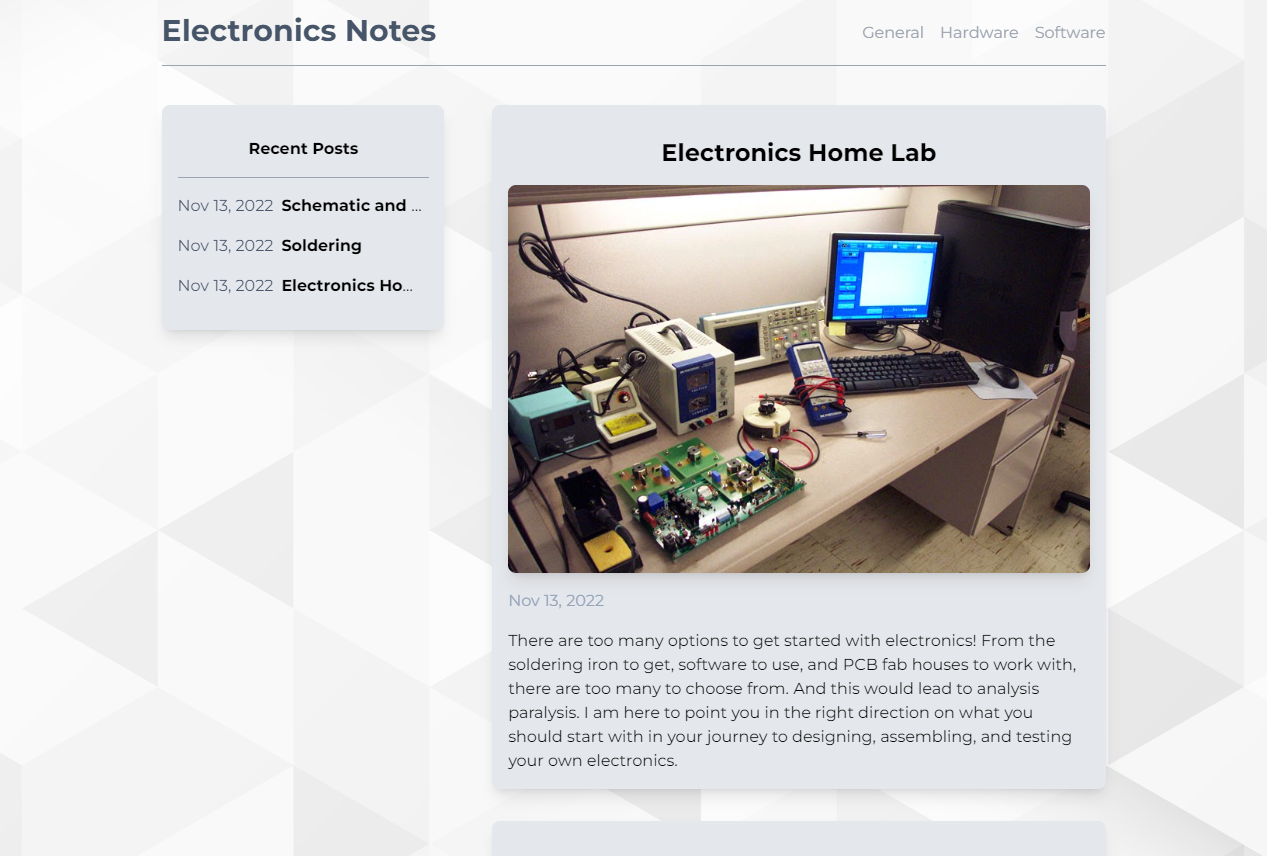 Electronics Notes
General Hardware Software
Recent Posts
Nov 13, 2022 Schematic and ...
Nov 13, 2022 Soldering
Nov 13, 2022 Electronics Ho...
Electronics Home Lab
Nov 13, 2022
There are too many options to get started with electronics! From the
soldering iron to get, software to use, and PCB fab houses to work with,
there are too many to choose from. And this would lead to analysis
paralysis. I am here to point you in the right direction on what you
should start with in your journey to designing, assembling, and testing
your own electronics.